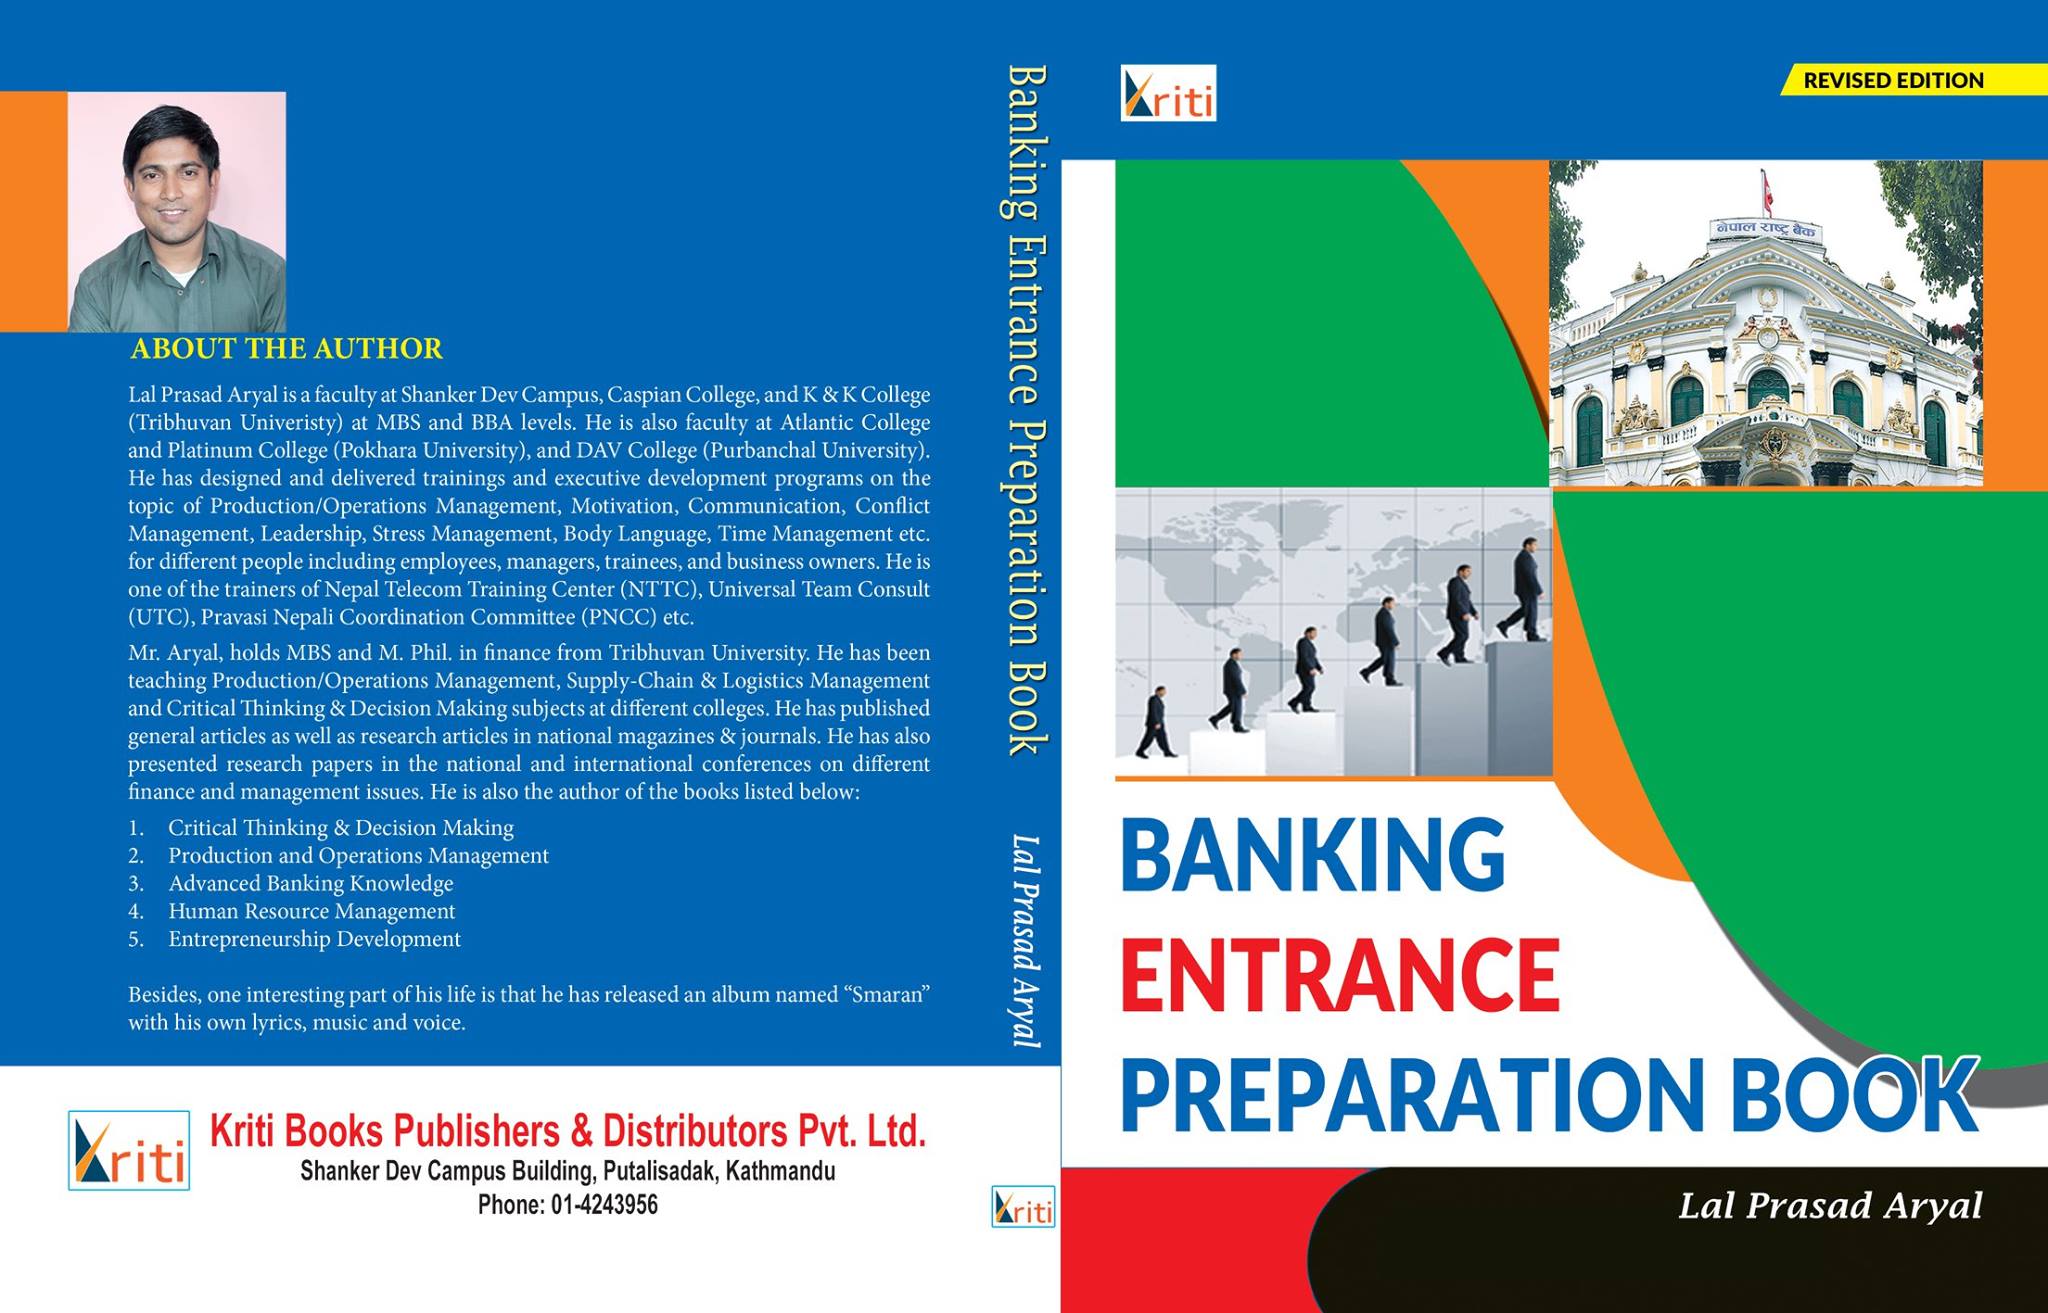 ABOUT THE AUTHOR
Lal Prasad Aryal is a faculty at Shanker Dev Campus, Caspian College, and K & K College
(Tribhuvan Univeristy) at MBS and BBA levels. He is also faculty at Atlantic College
and Platinum College (Pokhara University), and DAV College (Purbanchal University).
He has designed and delivered trainings and executive development programs on the
topic of Production/Operations Management, Motivation, Communication, Conflict
Management, Leadership, Stress Management, Body Language, Time Management etc.
for different people including employees, managers, trainees, and business owners. He is
one of the trainers of Nepal Telecom Training Center (NTTC), Universal Team Consult
(UTC), Pravasi Nepali Coordination Committee (PNCC) etc.
Mr. Aryal, holds MBS and M. Phil. in finance from Tribhuvan University. He has been
teaching Production/Operations Management, Supply-Chain & Logistics Management
and Critical Thinking & Decision Making subjects at different colleges. He has published
general articles as well as research articles in national magazines & journals. He has also
presented research papers in the national and international conferences on different
finance and management issues. He is also the author of the books listed below:
1. Critical Thinking & Decision Making
2. Production and Operations Management
3. Advanced Banking Knowledge
4. Human Resource Management
5. Entrepreneurship Development
Besides, one interesting part of his life is that he has released an album named “Smaran”
with his own lyrics, music and voice.
Kriti
Kriti Books Publishers & Distributors Pvt. Ltd.
Shanker Dev Campus Building, Putalisadak, Kathmandu
Phone: 01-4243956
Banking Entrance Preparation Book
Lal Prasad Aryal
Kriti
Kriti
REVISED EDITION
नेपाल राष्ट्र बैंक
BANKING
ENTRANCE
PREPARATION BOOK
Lal Prasad Aryal